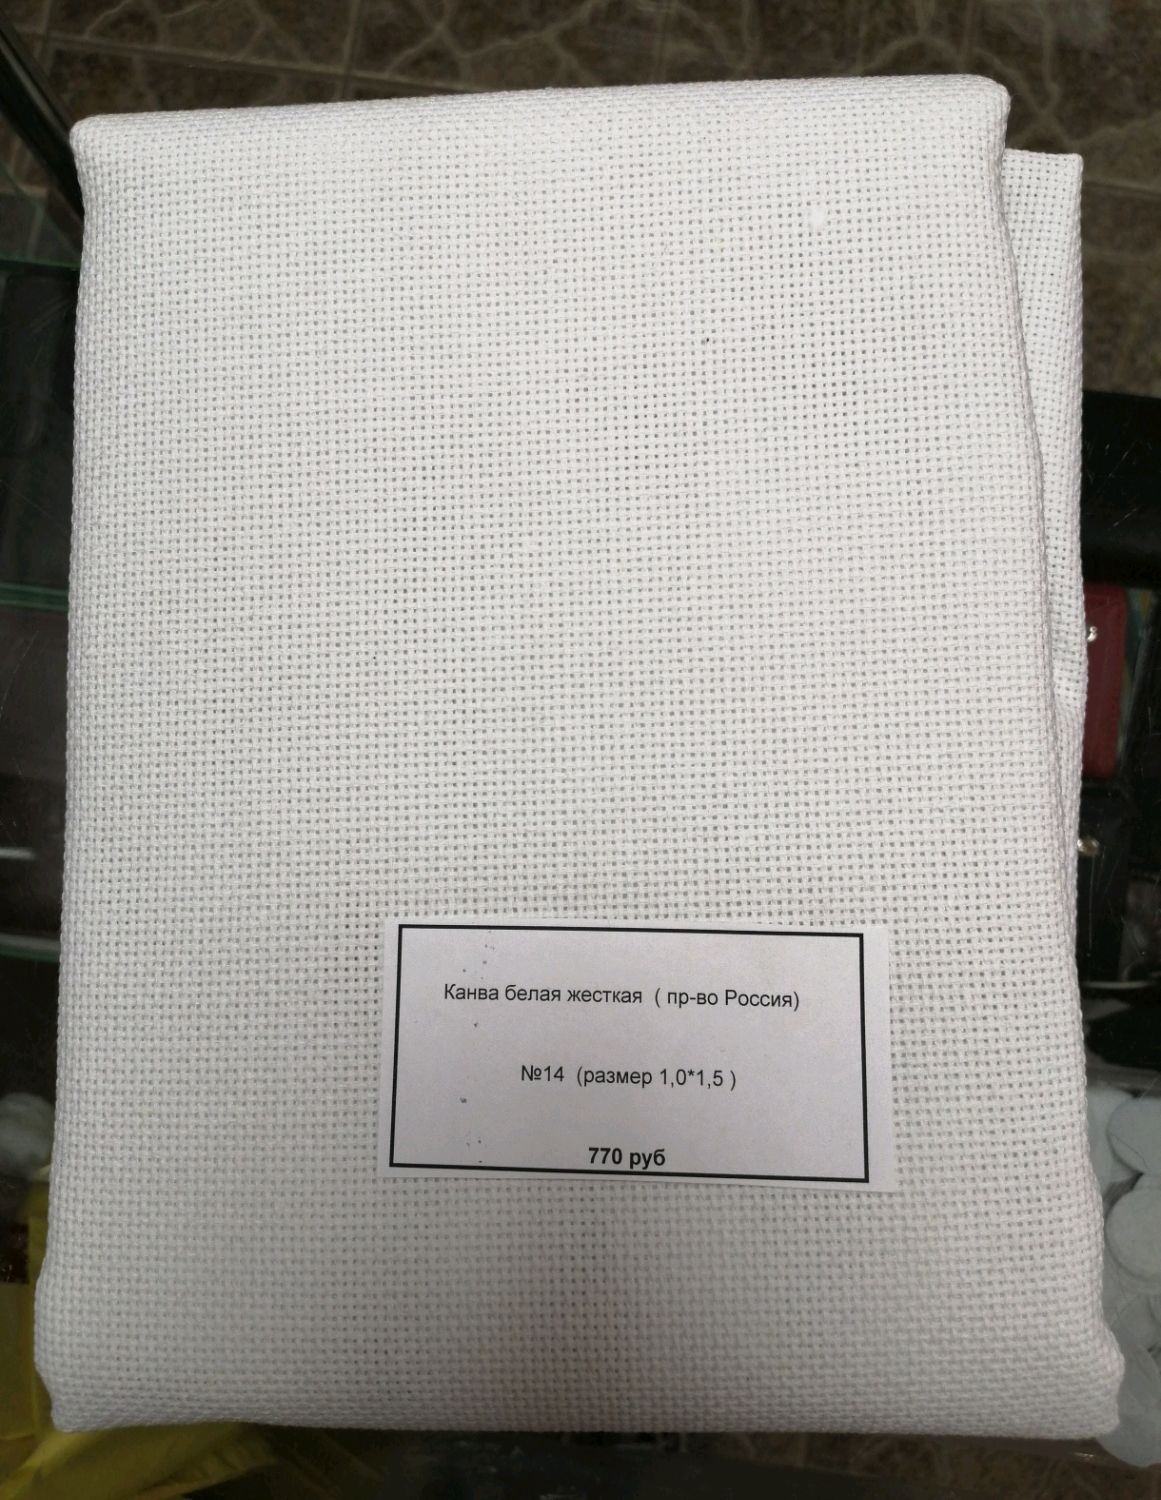 Канва белая жесткая ( пр-во Россия)
№14 (размер 1,0*1,5 )
770 руб